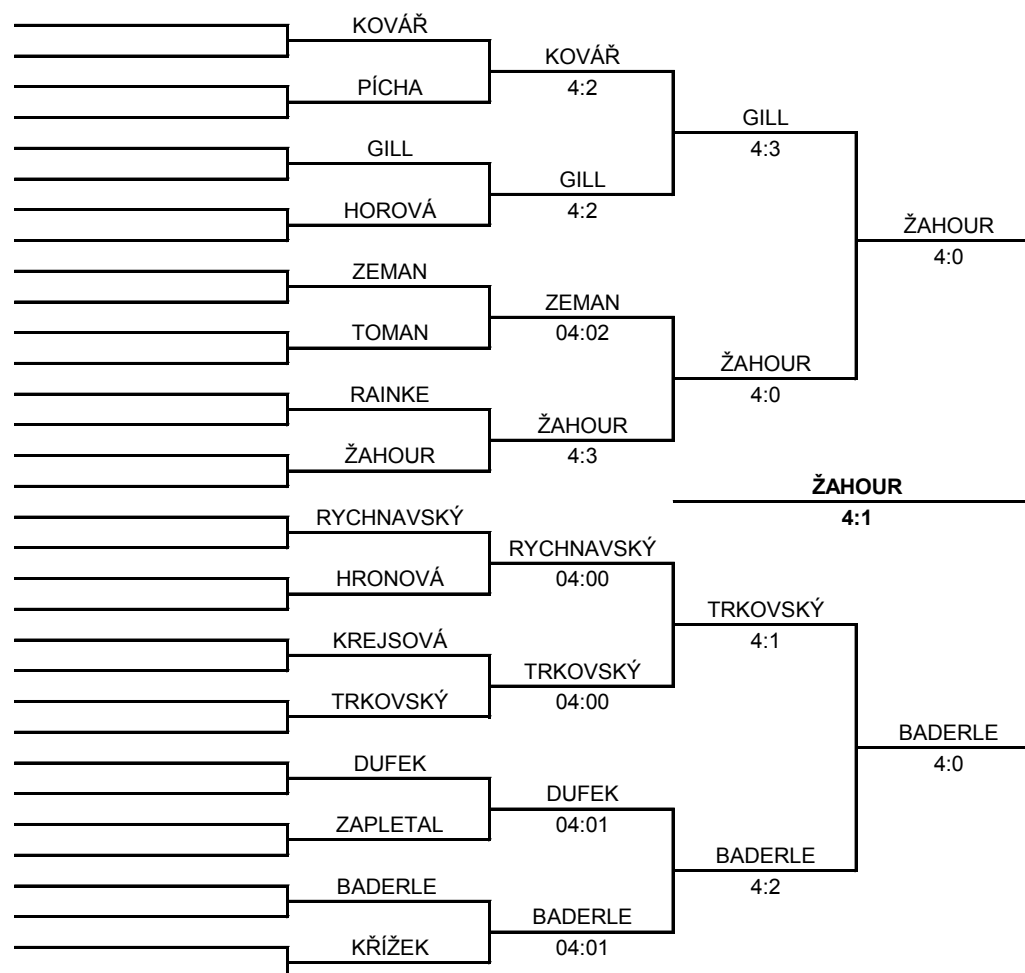 KOVÁŘ
KOVÁŘ
PÍCHA
4:2
GILL
4:3
GILL
GILL
HOROVÁ
4:2
ŽAHOUR
4:0
ZEMAN
ZEMAN
TOMAN
04:02
ŽAHOUR
4:0
RAINKE
ŽAHOUR
ŽAHOUR
4:3
ŽAHOUR
4:1
RYCHNAVSKÝ
RYCHNAVSKÝ
HRONOVÁ
04:00
TRKOVSKÝ
4:1
KREJSOVÁ
TRKOVSKÝ
TRKOVSKÝ
04:00
BADERLE
4:0
DUFEK
DUFEK
ZAPLETAL
04:01
BADERLE
4:2
BADERLE
BADERLE
KŘÍŽEK
04:01